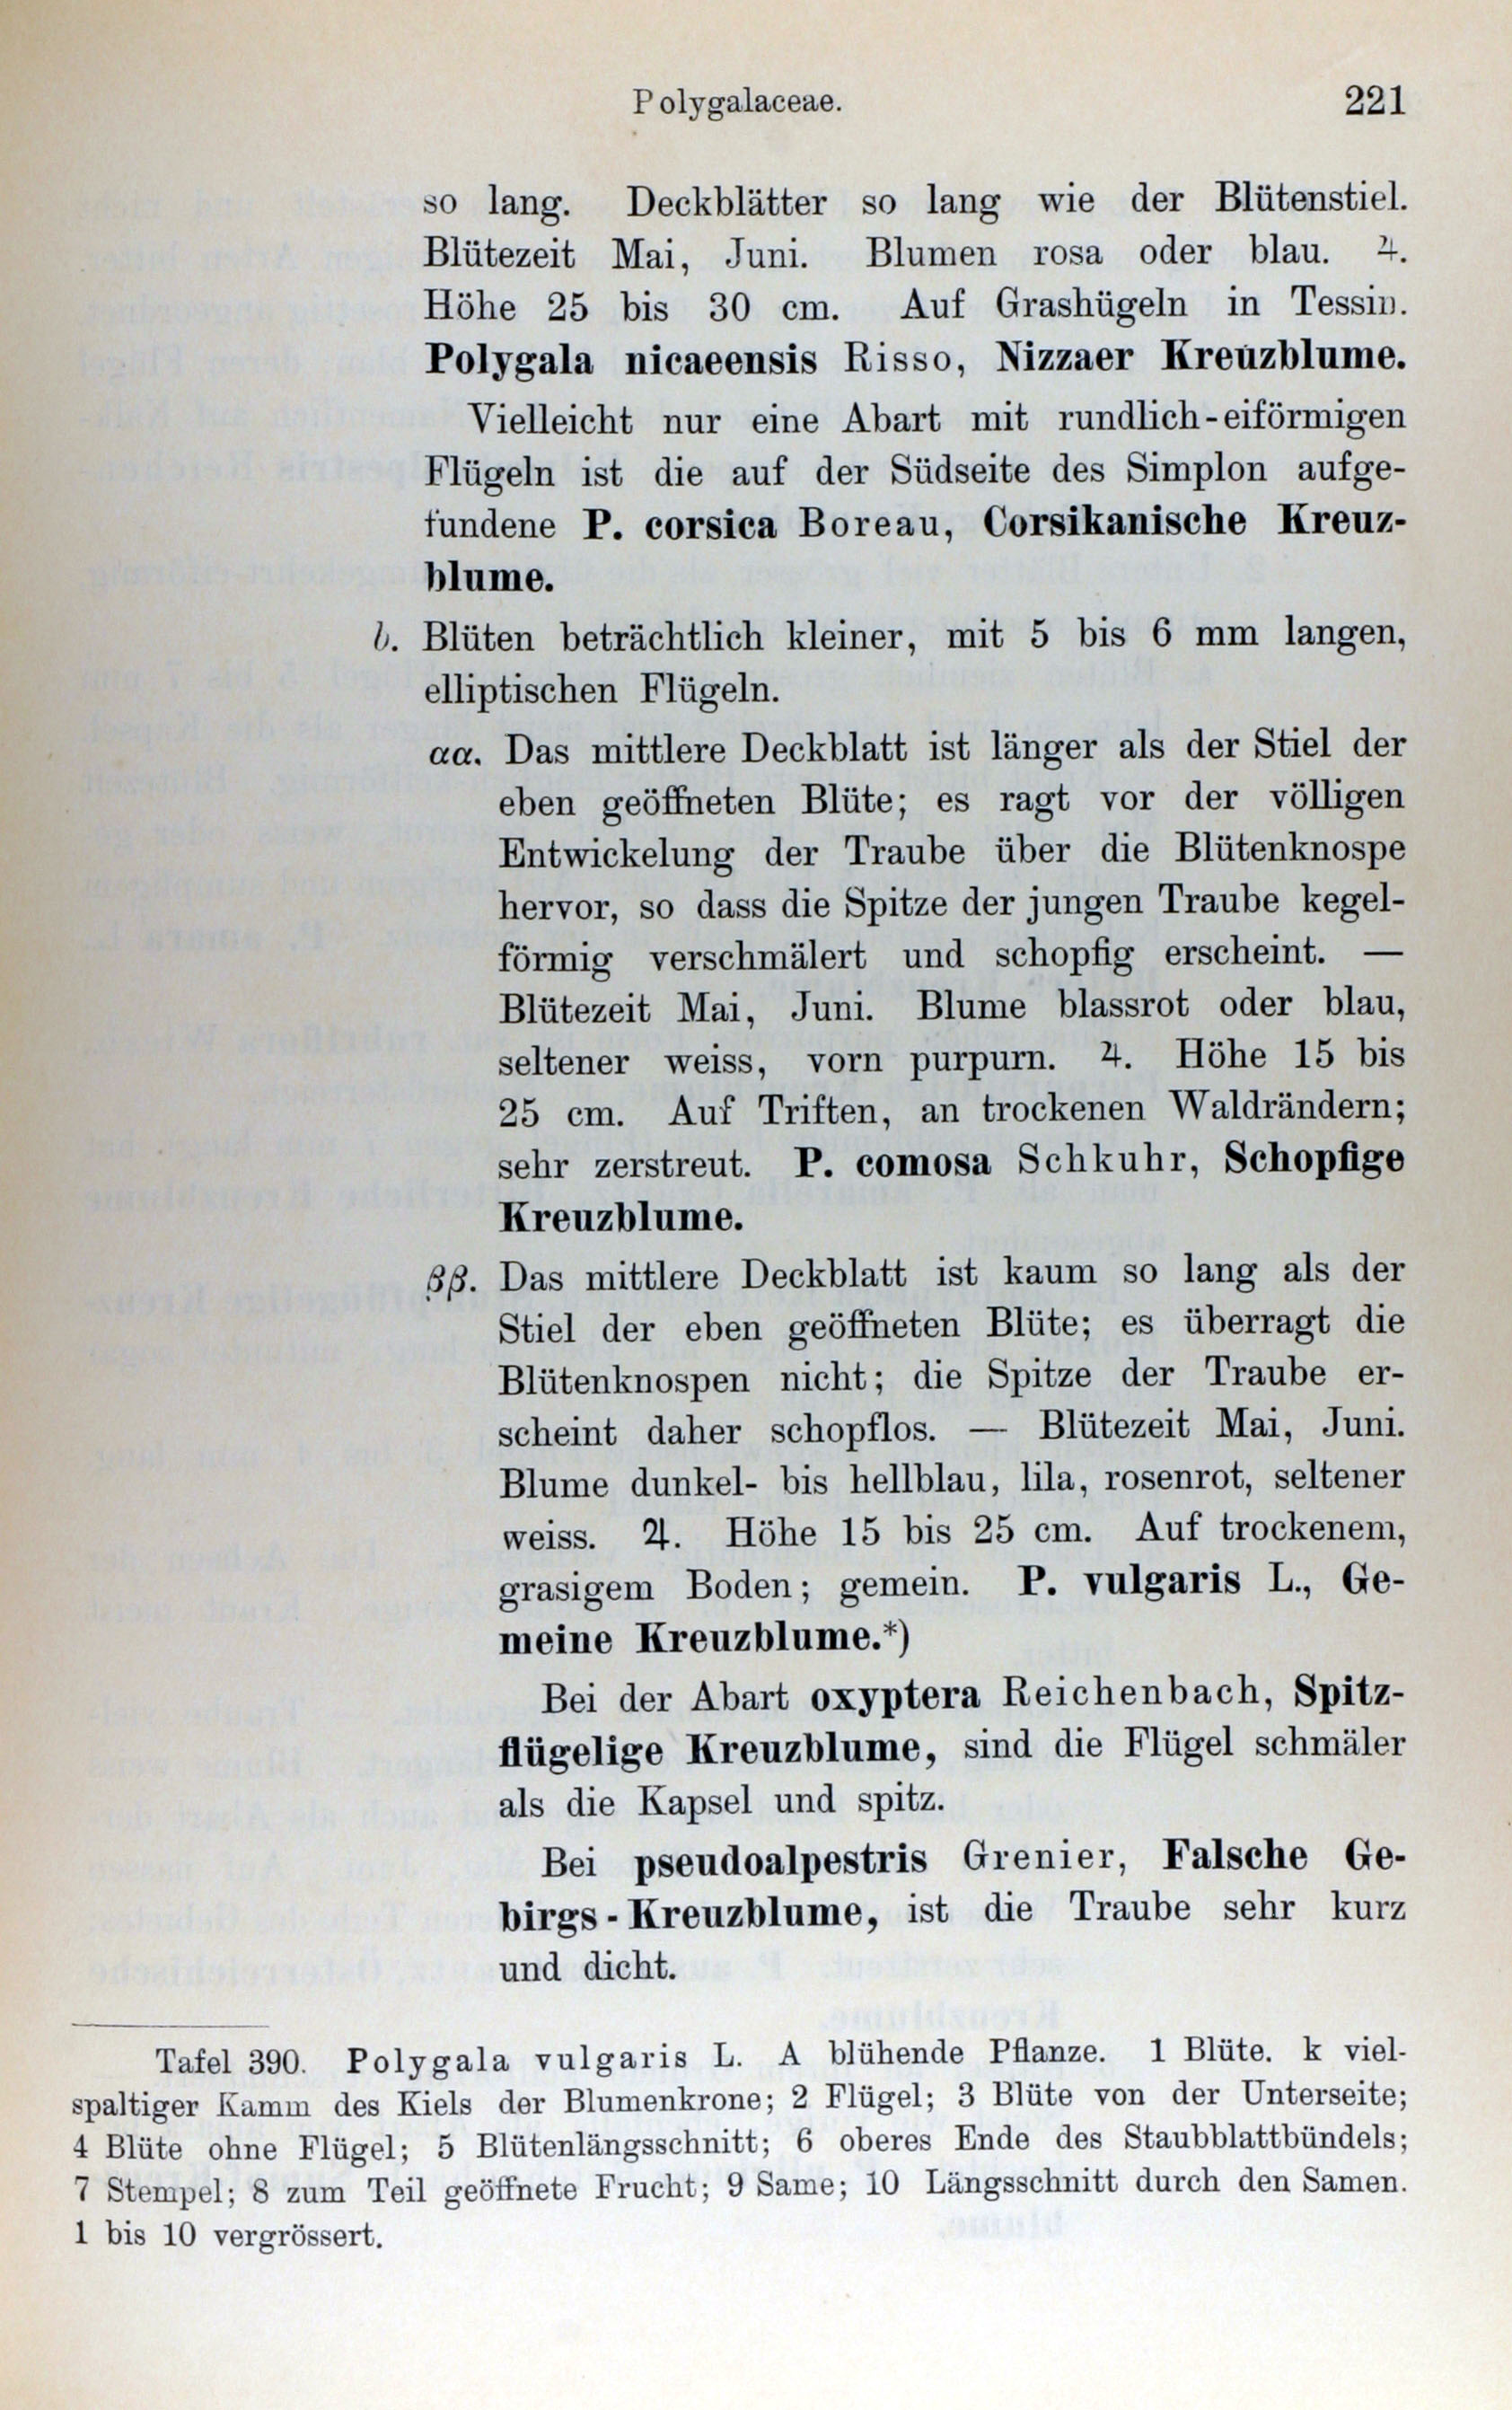 Polygalaceae. 221
so lang. Deckblätter so lang wie der Blütenstiel.
Blütezeit Mai, Juni. Blumen rosa oder blau. ♃.
Höhe 25 bis 30 cm. Auf Grashügeln in Tessin.
Polygala nicaeensis Risso, Nizzaer Kreuzblume.
Vielleicht nur eine Abart mit rundlich-eiförmigen
Flügeln ist die auf der Südseite des Simplon aufge-
fundene P. corsica Boreau, Corsikanische Kreuz-
blume.
b. Blüten beträchtlich kleiner, mit 5 bis 6 mm langen,
elliptischen Flügeln.
αα. Das mittlere Deckblatt ist länger als der Stiel der
eben geöffneten Blüte; es ragt vor der völligen
Entwickelung der Traube über die Blütenknospe
hervor, so dass die Spitze der jungen Traube kegel-
förmig verschmälert und schopfig erscheint. —
Blütezeit Mai, Juni. Blume blassrot oder blau,
seltener weiss, vorn purpurn. ♃. Höhe 15 bis
25 cm. Auf Triften, an trockenen Waldrändern;
sehr zerstreut. P. comosa Schkuhr, Schopfige
Kreuzblume.
ββ. Das mittlere Deckblatt ist kaum so lang als der
Stiel der eben geöffneten Blüte; es überragt die
Blütenknospen nicht; die Spitze der Traube er-
scheint daher schopflos. — Blütezeit Mai, Juni.
Blume dunkel- bis hellblau, lila, rosenrot, seltener
weiss. ♃. Höhe 15 bis 25 cm. Auf trockenem,
grasigem Boden; gemein. P. vulgaris L., Ge-
meine Kreuzblume.*)
Bei der Abart oxyptera Reichenbach, Spitz-
flügelige Kreuzblume, sind die Flügel schmäler
als die Kapsel und spitz.
Bei pseudoalpestris Grenier, Falsche Ge-
birgs-Kreuzblume, ist die Traube sehr kurz
und dicht.
Tafel 390. Polygala vulgaris L. A blühende Pflanze. 1 Blüte. k viel-
spaltiger Kamm des Kiels der Blumenkrone; 2 Flügel; 3 Blüte von der Unterseite;
4 Blüte ohne Flügel; 5 Blütenlängsschnitt; 6 oberes Ende des Staubblattbündels;
7 Stempel; 8 zum Teil geöffnete Frucht; 9 Same; 10 Längsschnitt durch den Samen.
1 bis 10 vergrössert.